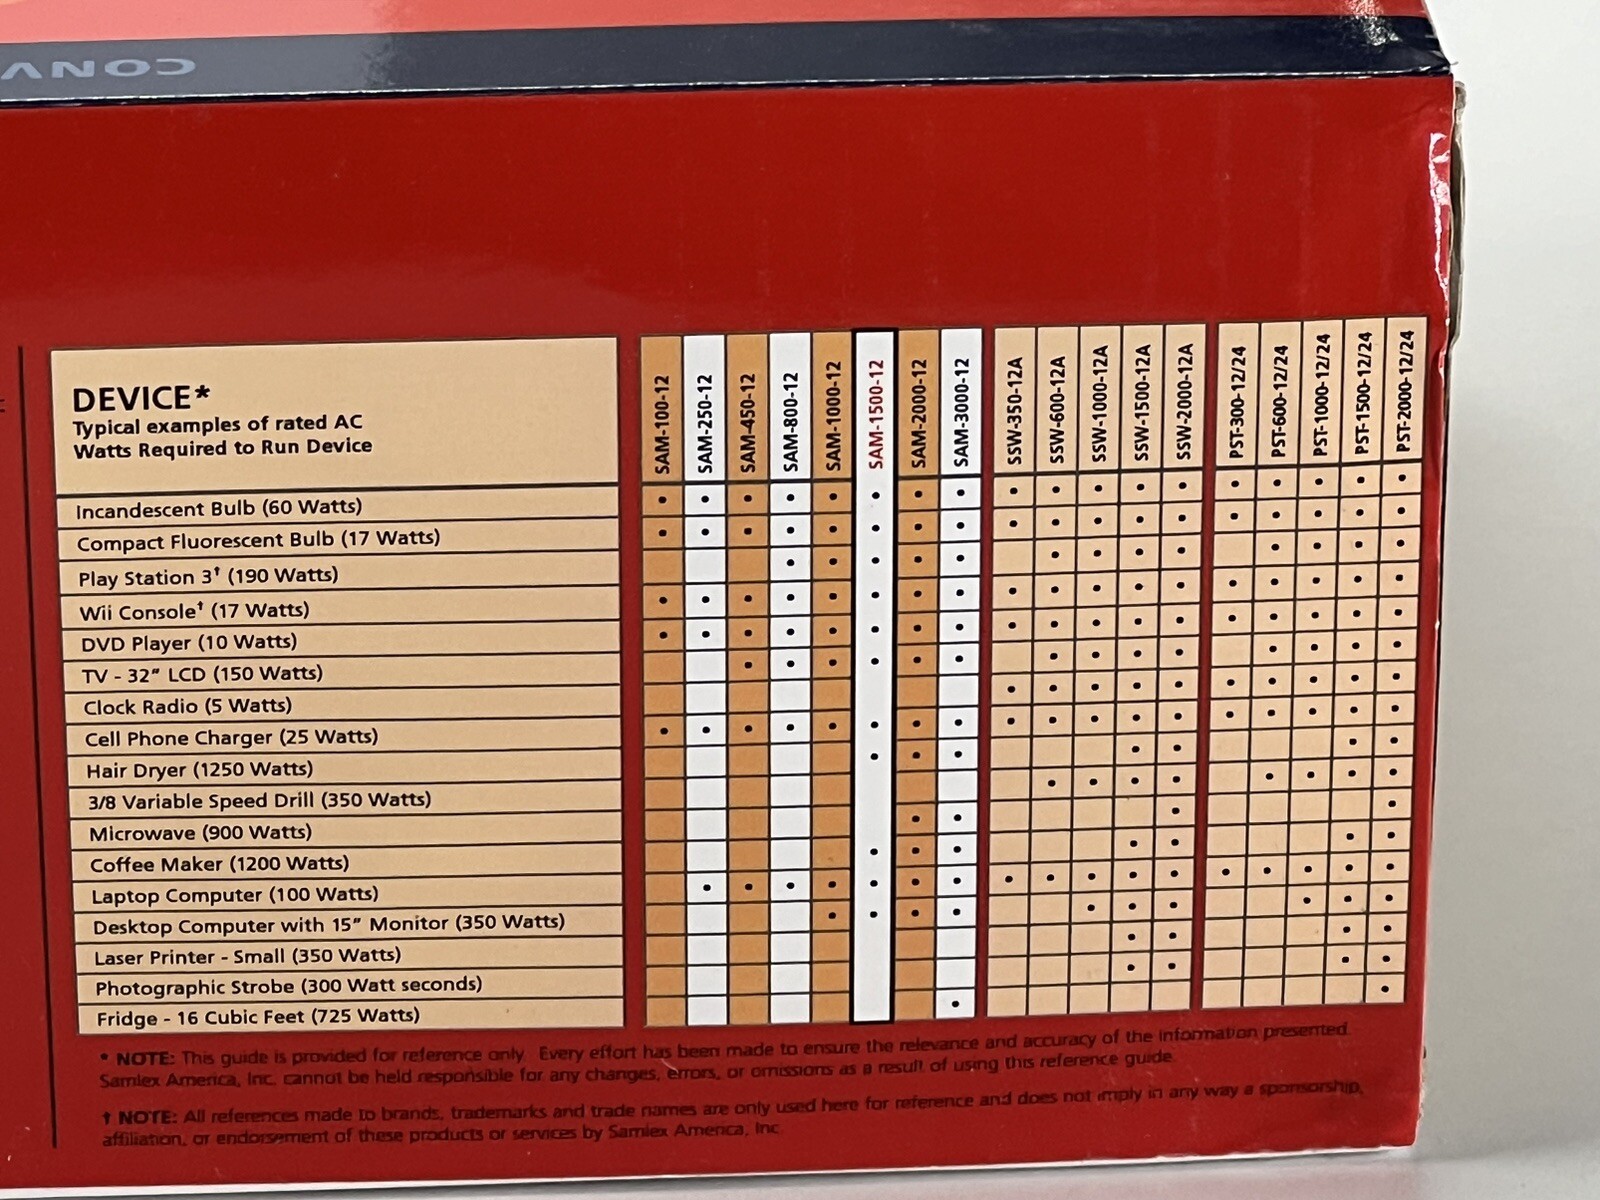 CONV
DEVICE*
Typical examples of rated AC
Watts Required to Run Device
SAM-100-12
SAM-250-12
SAM-450-12
SAM-800-12
SAM-1000-12
SAM-1500-12
SAM-2000-12
SAM-3000-12
SSW-350-12A
SSW-600-12A
SSW-1000-12A
SSW-1500-12A
SSW-2000-12A
PST-300-12/24
PST-600-12/24
PST-1000-12/24
PST-1500-12/24
PST-2000-12/24
Incandescent Bulb (60 Watts)
Compact Fluorescent Bulb (17 Watts)
Play Station 3† (190 Watts)
Wii Console† (17 Watts)
DVD Player (10 Watts)
TV - 32" LCD (150 Watts)
Clock Radio (5 Watts)
Cell Phone Charger (25 Watts)
Hair Dryer (1250 Watts)
3/8 Variable Speed Drill (350 Watts)
Microwave (900 Watts)
Coffee Maker (1200 Watts)
Laptop Computer (100 Watts)
Desktop Computer with 15" Monitor (350 Watts)
Laser Printer - Small (350 Watts)
Photographic Strobe (300 Watt seconds)
Fridge - 16 Cubic Feet (725 Watts)
* NOTE: This guide is provided for reference only. Every effort has been made to ensure the relevance and accuracy of the information presented.
Samlex America, Inc. cannot be held responsible for any changes, errors, or omissions as a result of using this reference guide.
† NOTE: All references made to brands, trademarks and trade names are only used here for reference and does not imply in any way a sponsorship,
affiliation, or endorsement of these products or services by Samlex America, Inc.